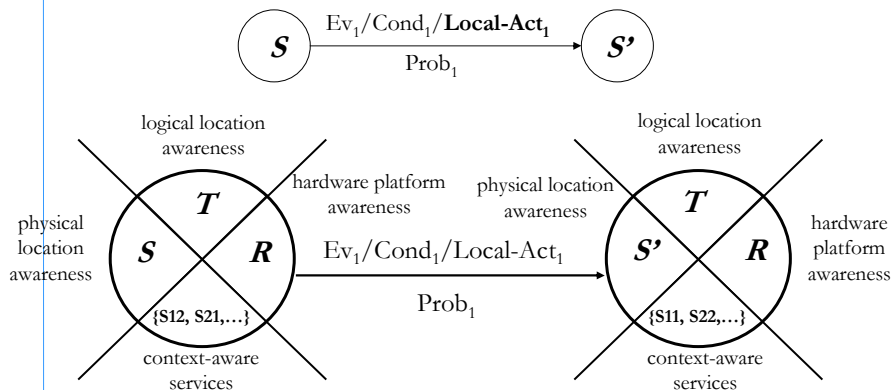 S
Ev₁/Cond₁/Local-Act₁
S’
Prob₁
logical location
awareness
T
hardware platform
awareness
physical
location
awareness
S
R
{S12, S21,…}
context-aware
services
Ev₁/Cond₁/Local-Act₁
Prob₁
logical location
awareness
physical location
awareness
T
S’
R
hardware
platform
awareness
{S11, S22,…}
context-aware
services